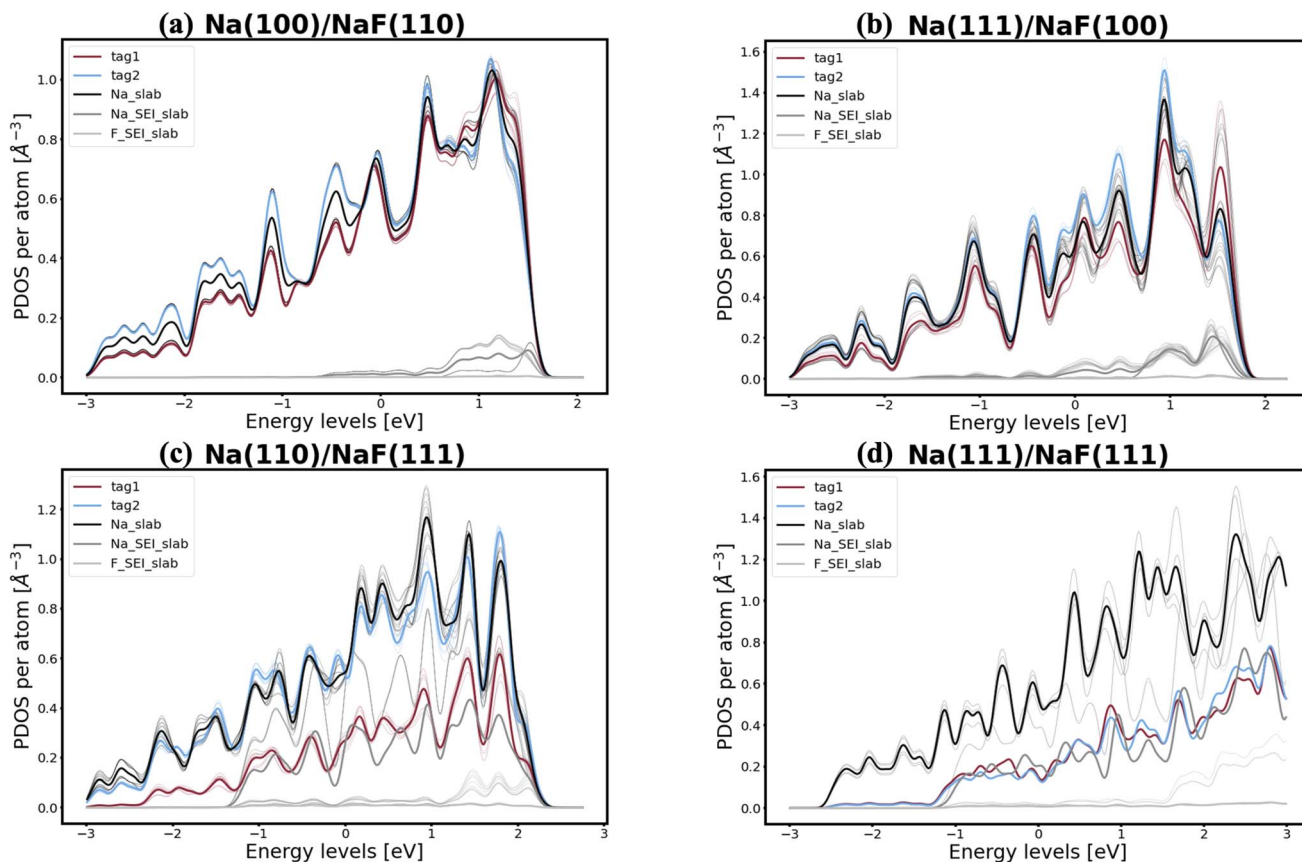 (a) Na(100)/NaF(110)
PDOS per atom [Å⁻³]
1.0
0.8
0.6
0.4
0.2
0.0
tag1
tag2
Na_slab
Na_SEI_slab
F_SEI_slab
−3 −2 −1 0 1 2
Energy levels [eV]
(b) Na(111)/NaF(100)
PDOS per atom [Å⁻³]
1.6
1.4
1.2
1.0
0.8
0.6
0.4
0.2
0.0
tag1
tag2
Na_slab
Na_SEI_slab
F_SEI_slab
−3 −2 −1 0 1 2
Energy levels [eV]
(c) Na(110)/NaF(111)
PDOS per atom [Å⁻³]
1.2
1.0
0.8
0.6
0.4
0.2
0.0
tag1
tag2
Na_slab
Na_SEI_slab
F_SEI_slab
−3 −2 −1 0 1 2 3
Energy levels [eV]
(d) Na(111)/NaF(111)
PDOS per atom [Å⁻³]
1.6
1.4
1.2
1.0
0.8
0.6
0.4
0.2
0.0
tag1
tag2
Na_slab
Na_SEI_slab
F_SEI_slab
−3 −2 −1 0 1 2 3
Energy levels [eV]